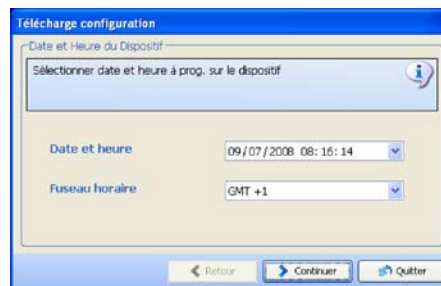 Télécharge configuration
Date et Heure du Dispositif
Sélectionner date et heure à prog. sur le dispositif
Date et heure
09/07/2008 08:16:14
Fuseau horaire
GMT +1
Retour
Continuer
Quitter